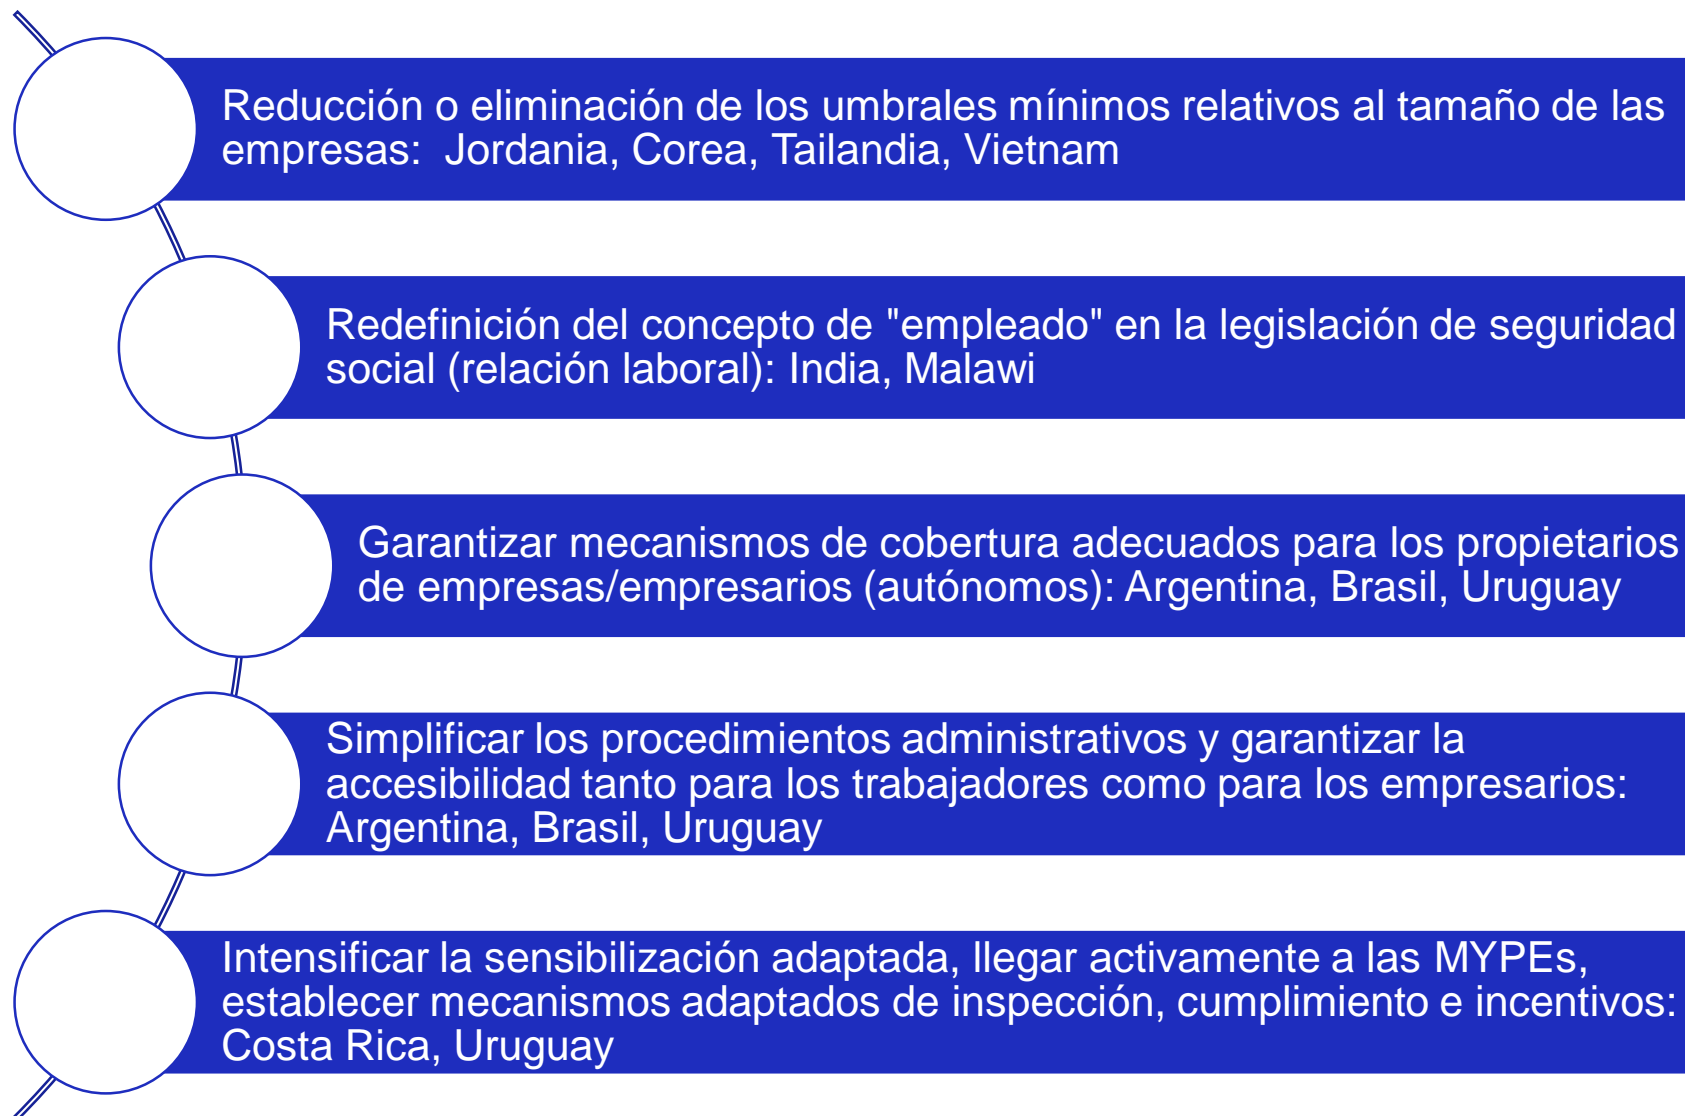 Reducción o eliminación de los umbrales mínimos relativos al tamaño de las
empresas:  Jordania, Corea, Tailandia, Vietnam
Redefinición del concepto de "empleado" en la legislación de seguridad
social (relación laboral): India, Malawi
Garantizar mecanismos de cobertura adecuados para los propietarios
de empresas/empresarios (autónomos): Argentina, Brasil, Uruguay
Simplificar los procedimientos administrativos y garantizar la
accesibilidad tanto para los trabajadores como para los empresarios:
Argentina, Brasil, Uruguay
Intensificar la sensibilización adaptada, llegar activamente a las MYPEs,
establecer mecanismos adaptados de inspección, cumplimiento e incentivos:
Costa Rica, Uruguay